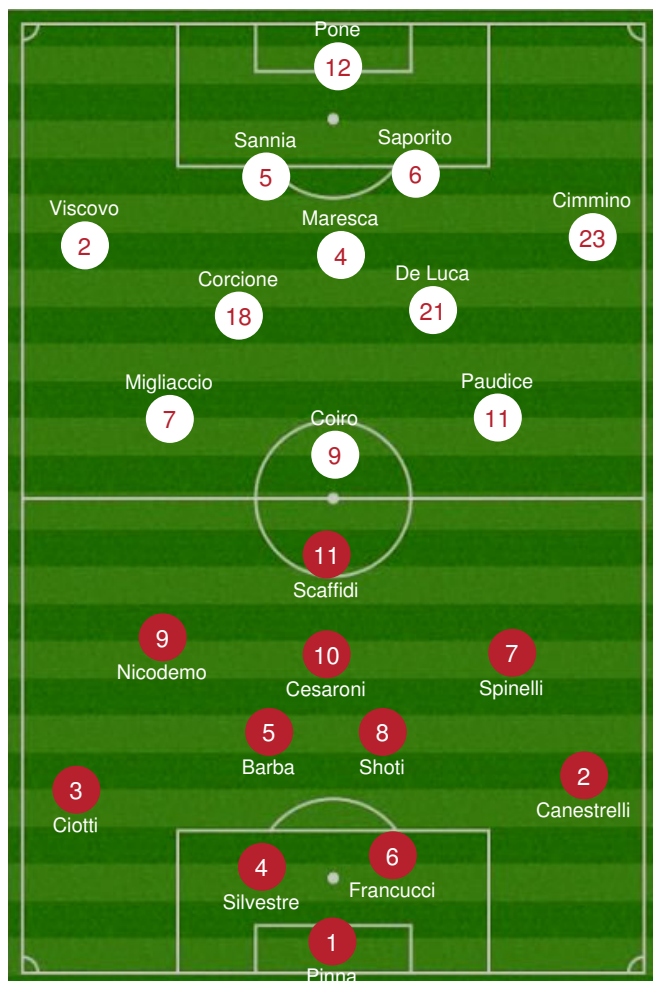 Pone
12
Sannia
5
Saporito
6
Viscovo
2
Maresca
4
Cimmino
23
Corcione
18
De Luca
21
Migliaccio
7
Coiro
9
Paudice
11
11
Scaffidi
9
Nicodemo
10
Cesaroni
7
Spinelli
5
Barba
8
Shoti
3
Ciotti
2
Canestrelli
4
Silvestre
6
Francucci
1
Pinna